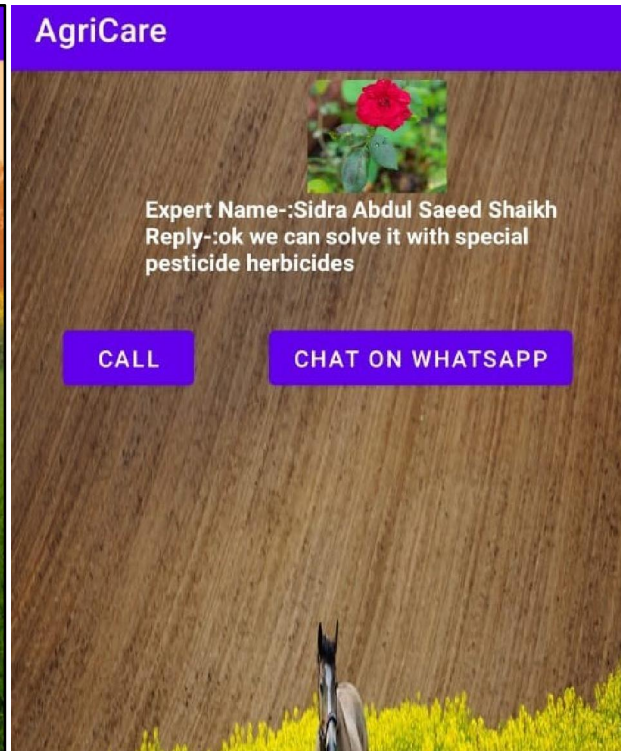 AgriCare
Expert Name-:Sidra Abdul Saeed Shaikh
Reply-:ok we can solve it with special
pesticide herbicides
CALL
CHAT ON WHATSAPP